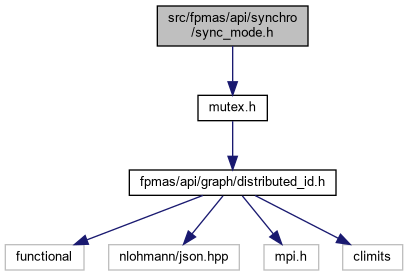 src/fpmas/api/synchro
/sync_mode.h
mutex.h
fpmas/api/graph/distributed_id.h
functional
nlohmann/json.hpp
mpi.h
climits